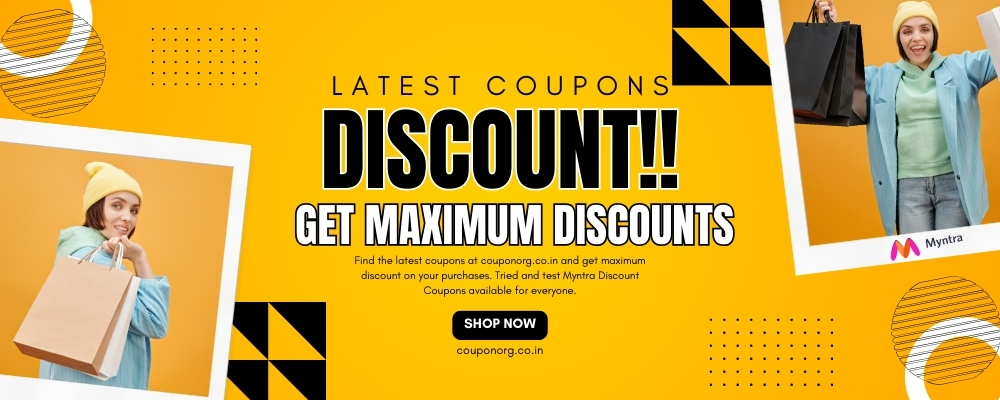 LATEST COUPONS
DISCOUNT!!
GET MAXIMUM DISCOUNTS
Find the latest coupons at couponorg.co.in and get maximum
discount on your purchases. Tried and test Myntra Discount
Coupons available for everyone.
SHOP NOW
couponorg.co.in
Myntra